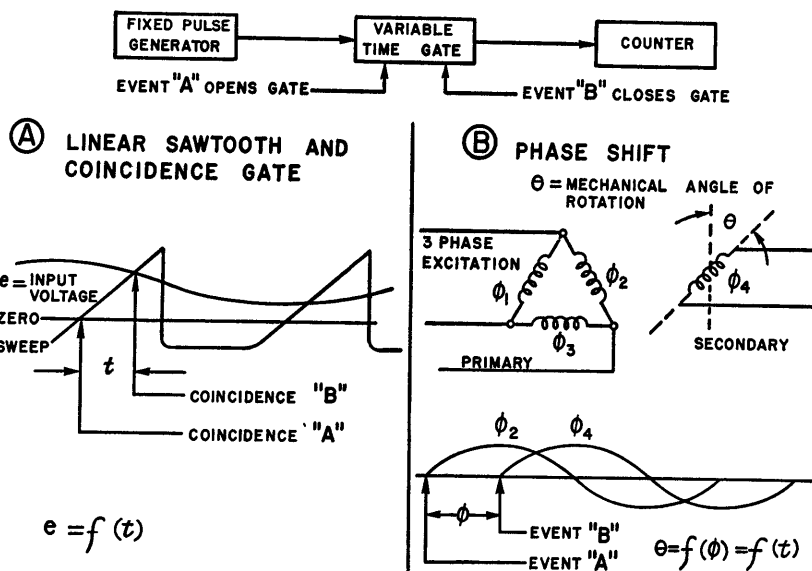 FIXED PULSE
GENERATOR
VARIABLE
TIME GATE
COUNTER
EVENT "A" OPENS GATE
EVENT "B" CLOSES GATE
A LINEAR SAWTOOTH AND
COINCIDENCE GATE
e = INPUT
VOLTAGE
ZERO
SWEEP
t
COINCIDENCE "B"
COINCIDENCE "A"
e = f (t)
B PHASE SHIFT
θ = MECHANICAL ANGLE OF
ROTATION
θ
3 PHASE
EXCITATION
ϕ1
ϕ2
ϕ3
ϕ4
PRIMARY
SECONDARY
ϕ2
ϕ4
ϕ
EVENT "B"
EVENT "A"
θ = f(ϕ) = f(t)